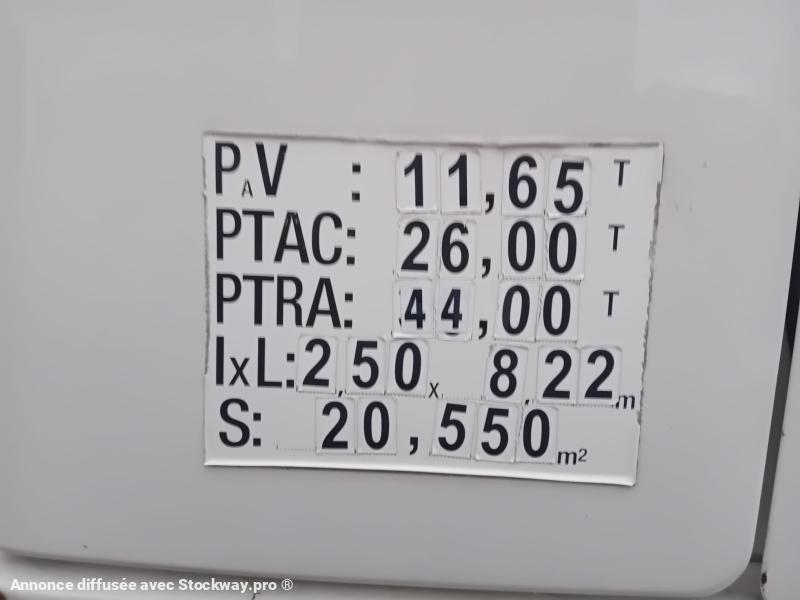 PAV : 11,65 T
PTAC: 26,00 T
PTRA: 44,00 T
IxL: 2,50 x 8,22 m
S: 20,550 m²
Annonce diffusée avec Stockway.pro ®